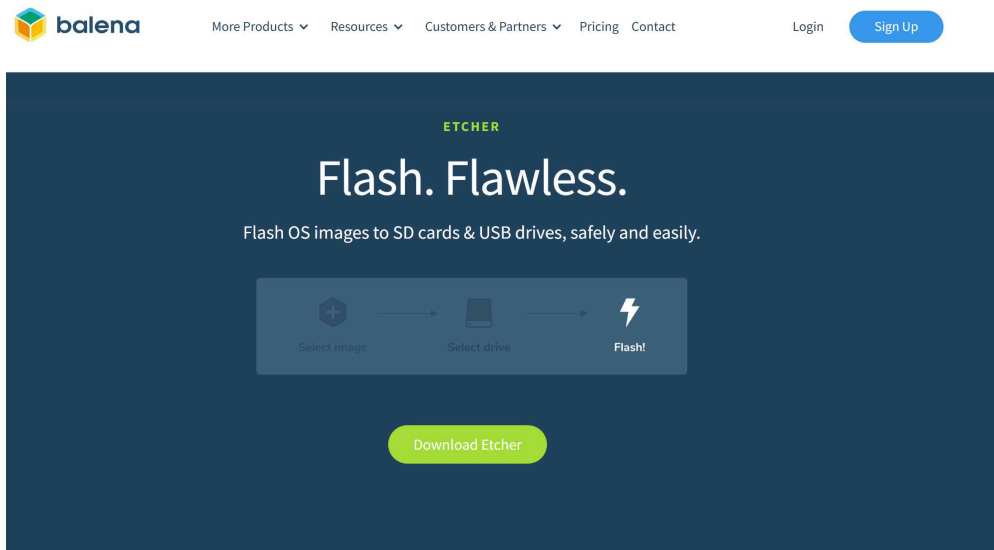 balena
More Products
Resources
Customers & Partners
Pricing
Contact
Login
Sign Up
ETCHER
Flash. Flawless.
Flash OS images to SD cards & USB drives, safely and easily.
Select image
Select drive
Flash!
Download Etcher